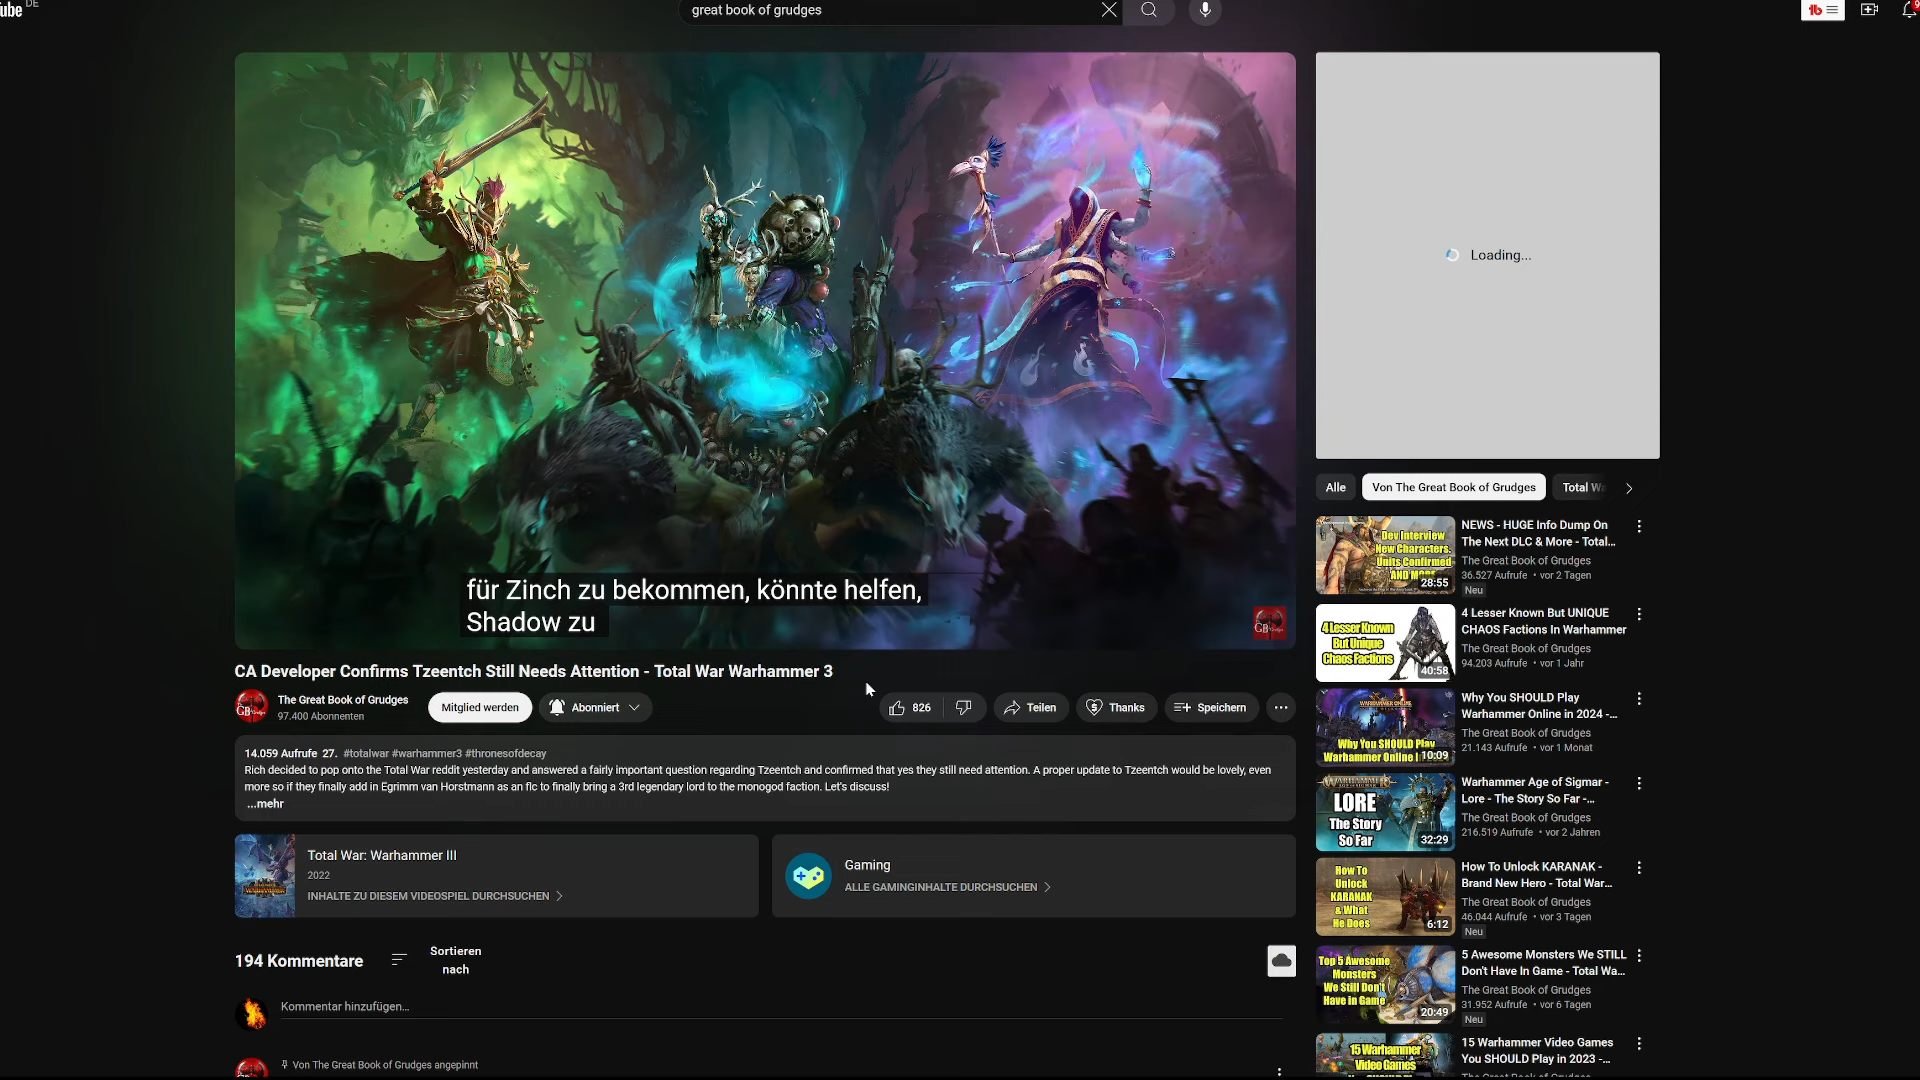 ube DE
great book of grudges
9
für Zinch zu bekommen, könnte helfen,
Shadow zu
GB
CA Developer Confirms Tzeentch Still Needs Attention - Total War Warhammer 3
The Great Book of Grudges
97.400 Abonnenten
Mitglied werden
Abonniert
826
Teilen
Thanks
Speichern
14.059 Aufrufe 27. #totalwar #warhammer3 #thronesofdecay
Rich decided to pop onto the Total War reddit yesterday and answered a fairly important question regarding Tzeentch and confirmed that yes they still need attention. A proper update to Tzeentch would be lovely, even
more so if they finally add in Egrimm van Horstmann as an flc to finally bring a 3rd legendary lord to the monogod faction. Let's discuss!
...mehr
Total War: Warhammer III
2022
INHALTE ZU DIESEM VIDEOSPIEL DURCHSUCHEN
Gaming
ALLE GAMINGINHALTE DURCHSUCHEN
194 Kommentare
Sortieren
nach
Kommentar hinzufügen...
Von The Great Book of Grudges angepinnt
Loading...
Alle
Von The Great Book of Grudges
Total Wa
Dev Interview
New Characters,
Units Confirmed
AND MORE
28:55
NEWS - HUGE Info Dump On
The Next DLC & More - Total...
The Great Book of Grudges
36.527 Aufrufe • vor 2 Tagen
Neu
4 Lesser Known
But Unique
Chaos Factions
40:58
4 Lesser Known But UNIQUE
CHAOS Factions In Warhammer
The Great Book of Grudges
94.203 Aufrufe • vor 1 Jahr
WARHAMMER ONLINE
Why You SHOULD Play
Warhammer Online I
10:09
Why You SHOULD Play
Warhammer Online in 2024 -...
The Great Book of Grudges
21.143 Aufrufe • vor 1 Monat
WARHAMMER
LORE
The Story
So Far
32:29
Warhammer Age of Sigmar -
Lore - The Story So Far -...
The Great Book of Grudges
216.519 Aufrufe • vor 2 Jahren
How To
Unlock
KARANAK
& What
He Does
6:12
How To Unlock KARANAK -
Brand New Hero - Total War...
The Great Book of Grudges
46.044 Aufrufe • vor 3 Tagen
Neu
Top 5 Awesome
Monsters
We Still Don't
Have in Game
20:49
5 Awesome Monsters We STILL
Don't Have In Game - Total Wa...
The Great Book of Grudges
31.952 Aufrufe • vor 6 Tagen
Neu
15 Warhammer
Video Games
15 Warhammer Video Games
You SHOULD Play in 2023 -...